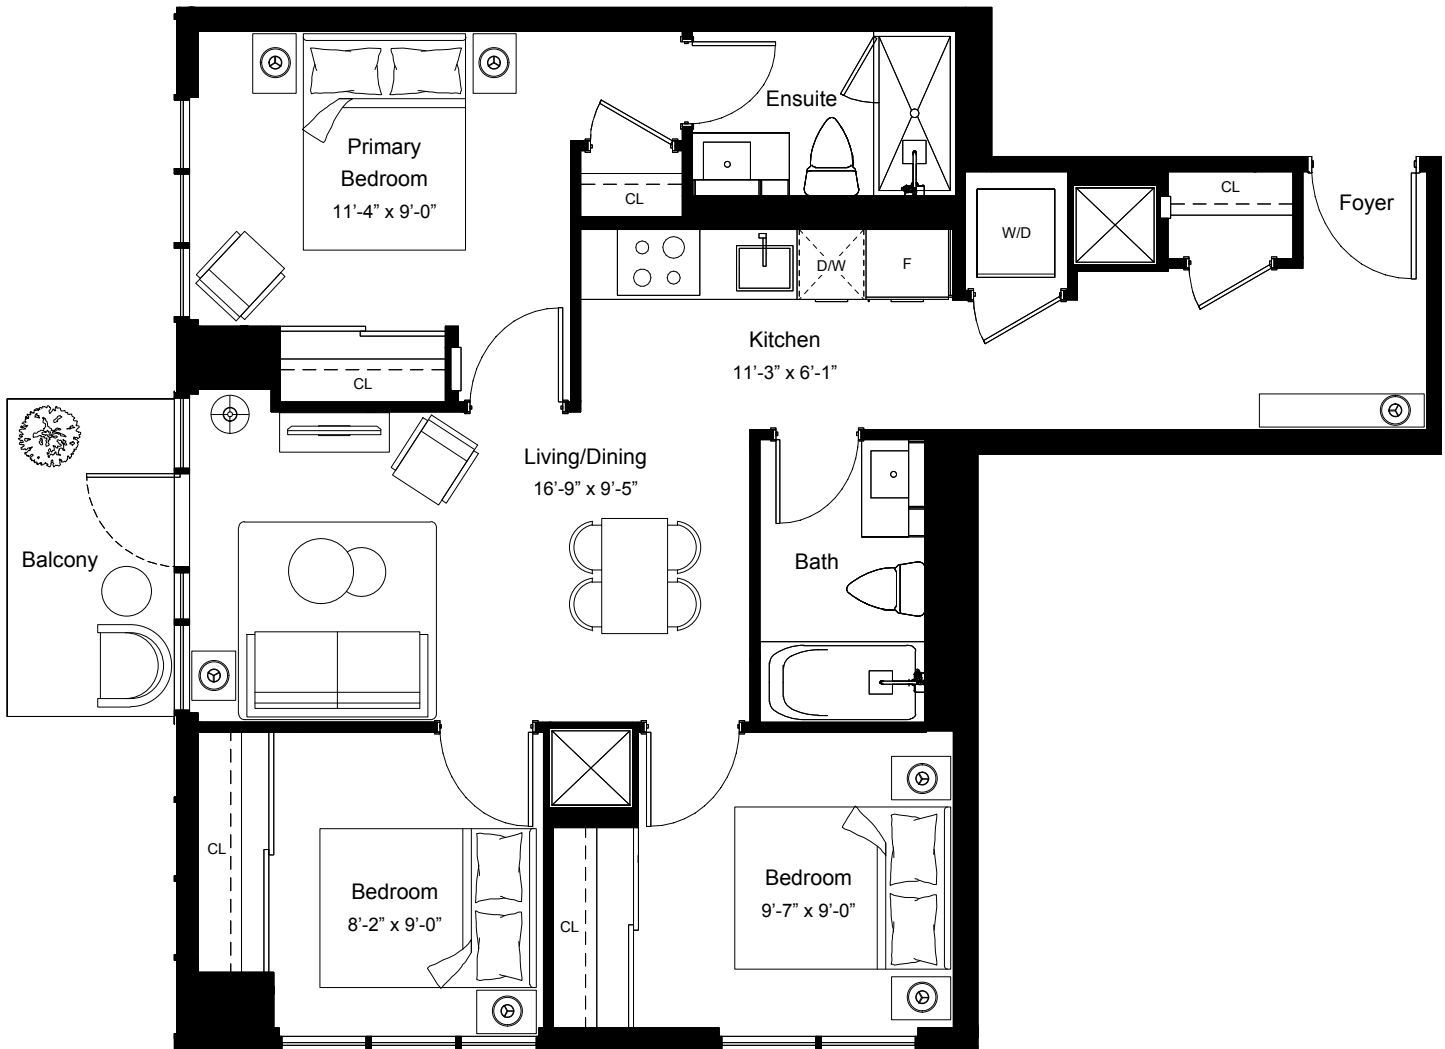 Primary
Bedroom
11'-4” x 9'-0”
Ensuite
CL
CL
Foyer
W/D
D/W
F
Kitchen
11'-3” x 6'-1”
CL
Living/Dining
16'-9” x 9'-5”
Balcony
Bath
CL
Bedroom
8'-2” x 9'-0”
Bedroom
9'-7” x 9'-0”
CL